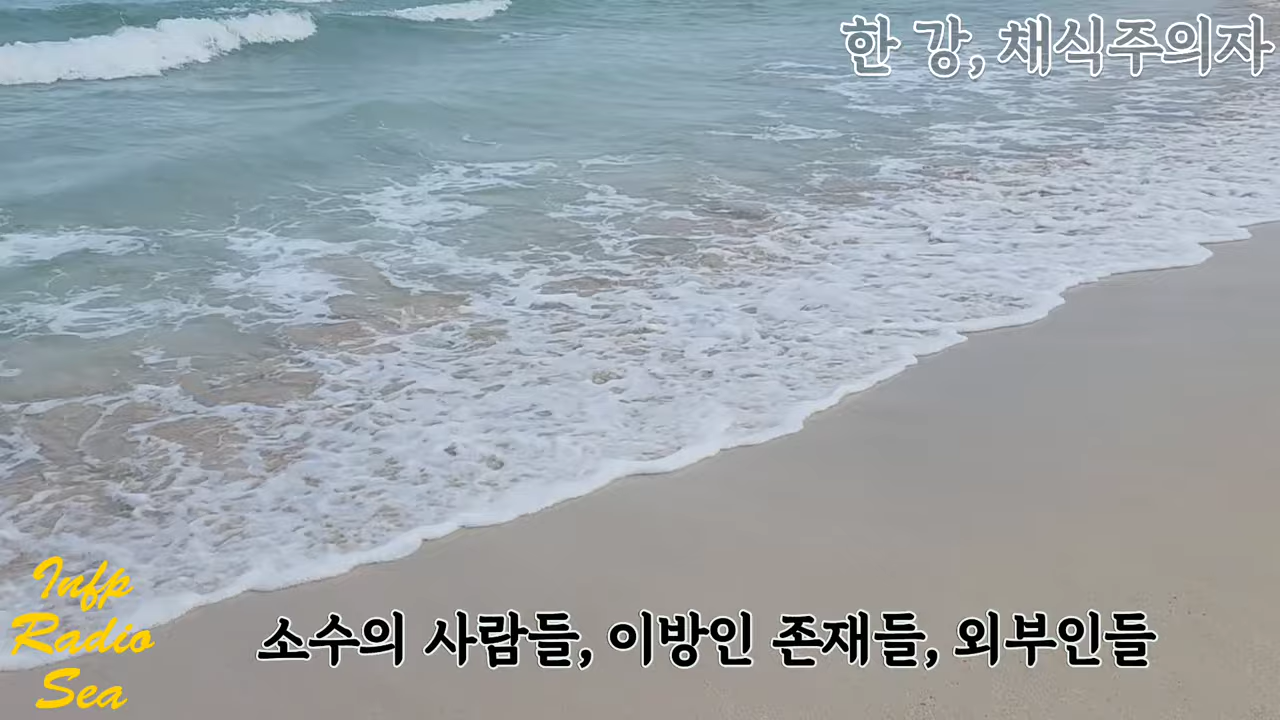 한 강, 채식주의자
소수의 사람들, 이방인 존재들, 외부인들
Infp
Radio
Sea